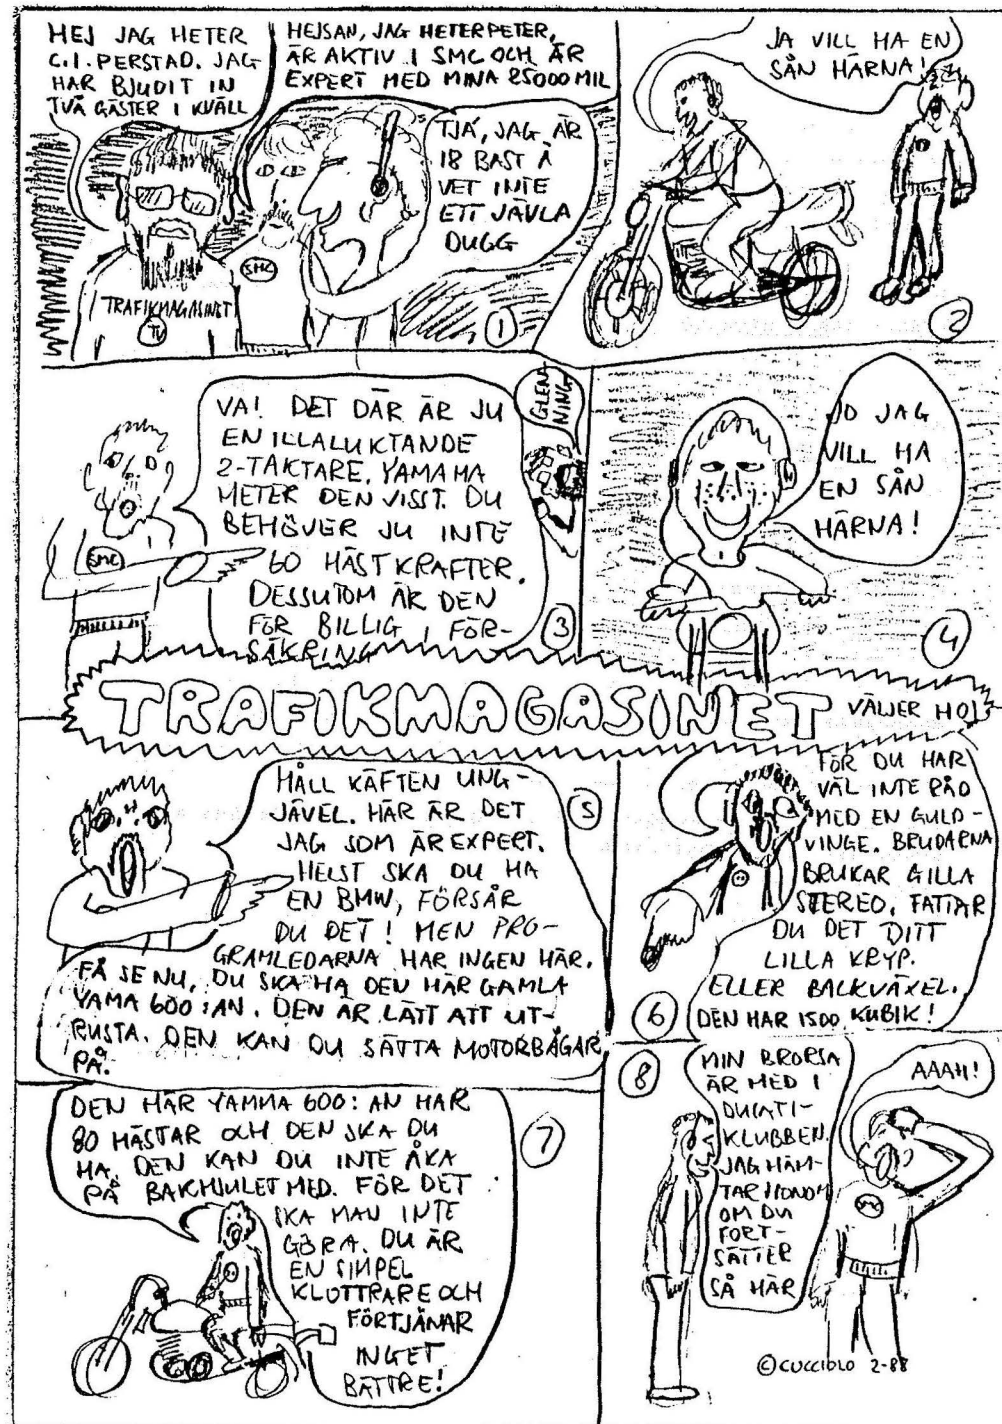 HEJ JAG HETER
C.I. PERSTAD. JAG
HAR BJUDIT IN
TVÅ GÄSTER I KVÄLL
HEJSAN, JAG HETER PETER,
ÄR AKTIV I SMC OCH ÄR
EXPERT MED MINA 25000 MIL
TJÁ, JAG ÄR
18 BAST Å
VET INTE
ETT JÄVLA
DUGG
SMC
TRAFIKMAGASINET
TV
1
JA VILL HA EN
SÅN HÄRNA!
2
VA! DET DÄR ÄR JU
EN ILLALUKTANDE
2-TAKTARE. YAMAHA
HETER DEN VISST. DU
BEHÖVER JU INTE
60 HÄSTKRAFTER.
DESSUTOM ÄR DEN
FÖR BILLIG I FÖR-
SÄKRING
SMC
GLEN-
NING
3
JO JAG
VILL HA
EN SÅN
HÄRNA!
4
TRAFIKMAGASINET VÄLJER HOJ
HÅLL KÄFTEN UNG-
JÄVEL. HÄR ÄR DET
JAG SOM ÄR EXPERT.
HELST SKA DU HA
EN BMW, FÖRSÅR
DU DET! MEN PRO-
GRAMLEDARNA HAR INGEN HÄR.
FÅ SE NU, DU SKA HA DEN HÄR GAMLA
YAMA 600:AN. DEN ÄR LÄTT ATT UT-
RUSTA. DEN KAN DU SÄTTA MOTORBÅGAR
PÅ.
5
FÖR DU HAR
VÄL INTE RÅD
MED EN GULD-
VINGE. BRUDARNA
BRUKAR GILLA
STEREO, FATTAR
DU DET DITT
LILLA KRYP.
ELLER BACKVÄXEL.
DEN HAR 1500 KUBIK!
6
DEN HÄR YAMMA 600:AN HAR
80 HÄSTAR OCH DEN SKA DU
HA. DEN KAN DU INTE ÅKA
PÅ BAKHJULET MED. FÖR DET
SKA MAN INTE
GÖRA. DU ÄR
EN SIMPEL
KLOTTRARE OCH
FÖRTJÄNAR
INGET
BÄTTRE!
7
8
MIN BRORSA
ÄR MED I
DUCATI-
KLUBBEN.
JAG HÄM-
TAR HONOM
OM DU
FORT-
SÄTTER
SÅ HÄR
AAAH!
© CUCCIOLO 2-88